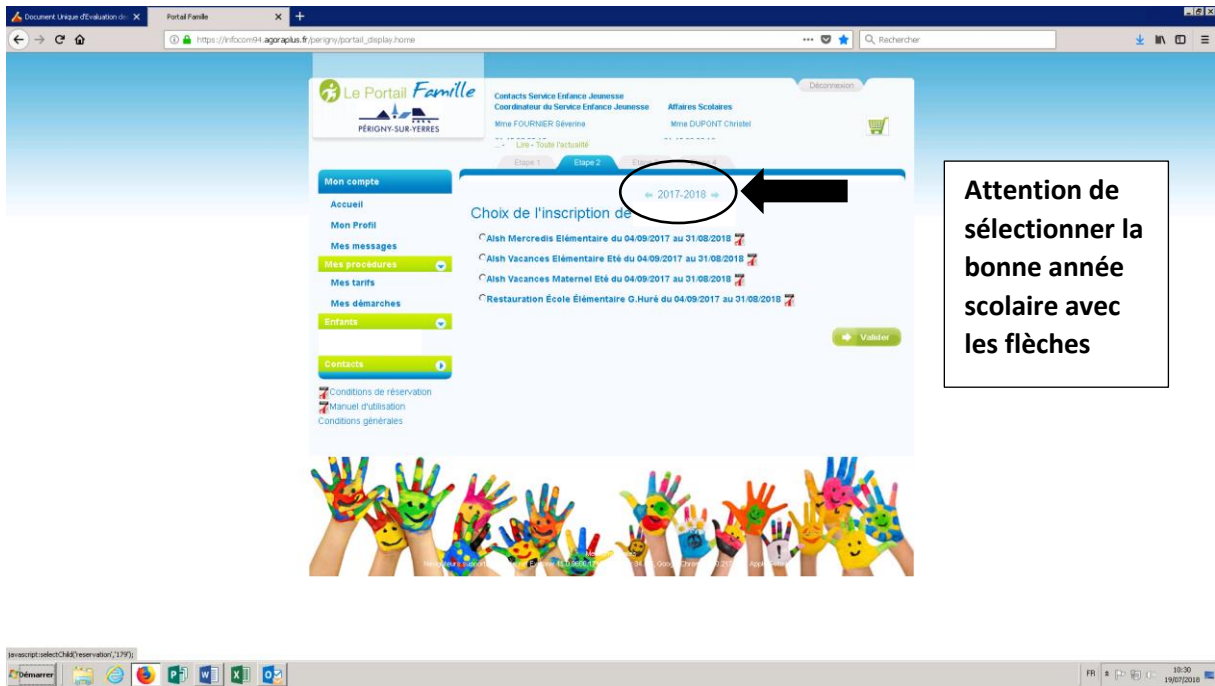 Document Unique d'Evaluation de
Portail Famille
https://infocom94.agoraplus.fr/perigny/portail_display.home
Rechercher
Le Portail Famille
PÉRIGNY-SUR-YERRES
Contacts Service Enfance Jeunesse
Coordinateur du Service Enfance Jeunesse
Affaires Scolaires
Mme FOURNIER Séverine
Mme DUPONT Christel
Lire - Toute l'actualité
Déconnexion
Etape 1
Etape 2
Mon compte
Accueil
Mon Profil
Mes messages
Mes procédures
Mes tarifs
Mes démarches
Enfants
Contacts
Conditions de réservation
Manuel d'utilisation
Conditions générales
2017-2018
Choix de l'inscription de
Alsh Mercredis Elémentaire du 04/09/2017 au 31/08/2018
Alsh Vacances Elémentaire Eté du 04/09/2017 au 31/08/2018
Alsh Vacances Maternel Eté du 04/09/2017 au 31/08/2018
Restauration École Élémentaire G.Huré du 04/09/2017 au 31/08/2018
Valider
Attention de
sélectionner la
bonne année
scolaire avec
les flèches
javascript:selectChild('reservation','179');
Démarrer
FR
10:30
19/07/2018